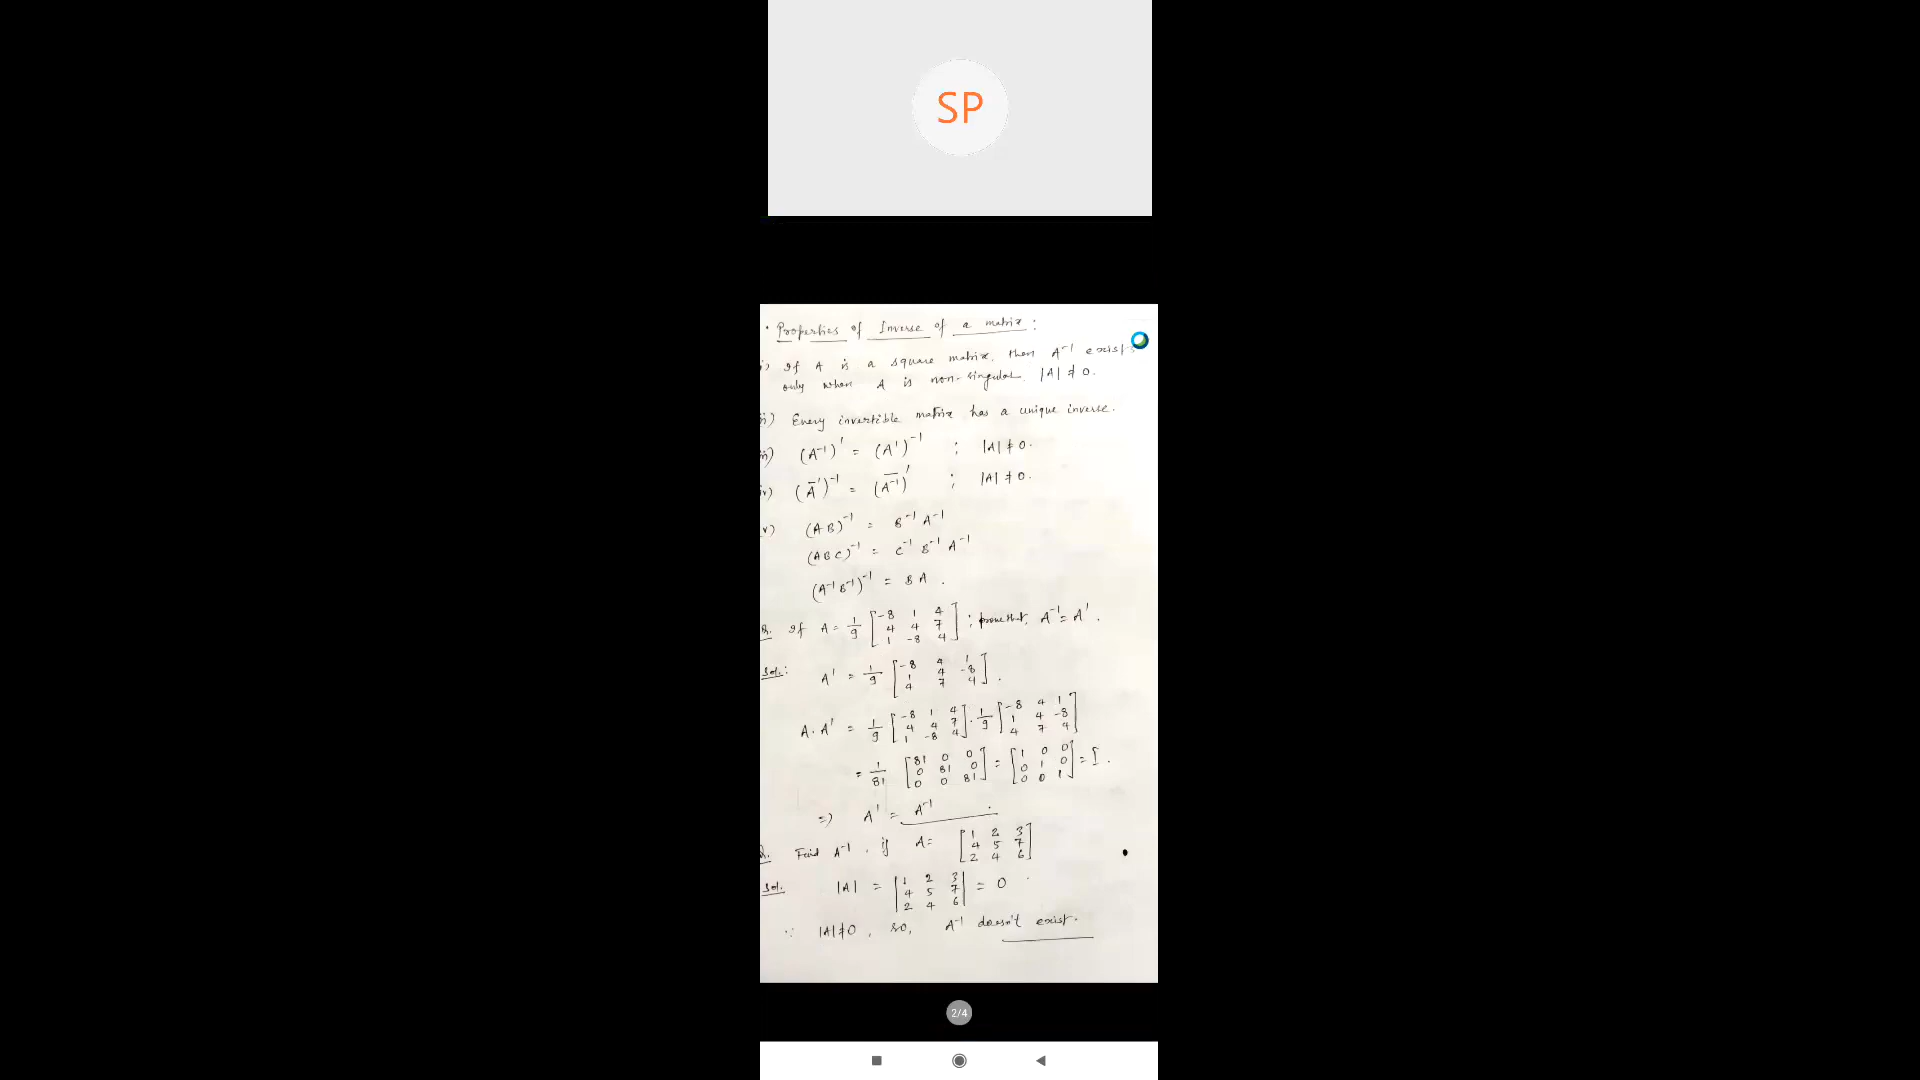 SP
• Properties of Inverse of a matrix :
i) If A is a square matrix, then A⁻¹ exists
only when A is non-singular, |A| ≠ 0.
ii) Every invertible matrix has a unique inverse.
iii) (A⁻¹)' = (A')⁻¹ ; |A| ≠ 0.
iv) (Ā')⁻¹ = (A̅⁻̅¹̅)' ; |A| ≠ 0.
v) (AB)⁻¹ = B⁻¹ A⁻¹
(ABC)⁻¹ = C⁻¹ B⁻¹ A⁻¹
(A⁻¹B⁻¹)⁻¹ = BA .
Q. If A = 1/9 [-8 1 4; 4 4 7; 1 -8 4] ; prove that, A⁻¹ = A'.
Sol: A' = 1/9 [-8 4 1; 1 4 -8; 4 7 4] .
A.A' = 1/9 [-8 1 4; 4 4 7; 1 -8 4] . 1/9 [-8 4 1; 1 4 -8; 4 7 4]
= 1/81 [81 0 0; 0 81 0; 0 0 81] = [1 0 0; 0 1 0; 0 0 1] = I .
=> A' = A⁻¹
Q. Find A⁻¹, if A = [1 2 3; 4 5 7; 2 4 6]
Sol. |A| = |1 2 3; 4 5 7; 2 4 6| = 0
∵ |A| ≠ 0, so, A⁻¹ doesn't exist.
2/4